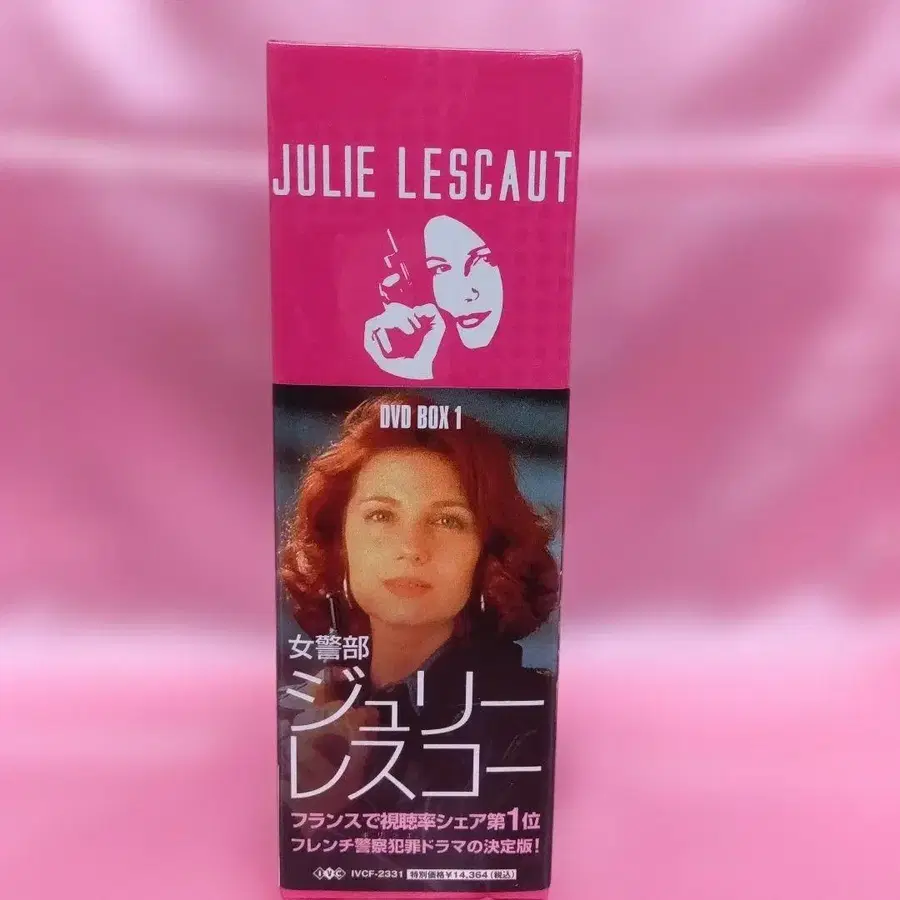 JULIE LESCAUT
DVD BOX 1
女警部
ジュリー
レスコー
フランスで視聴率シェア第1位
フレンチ警察犯罪ドラマの決定版!
IVC IVCF-2331 特別価格¥14,364(税込)